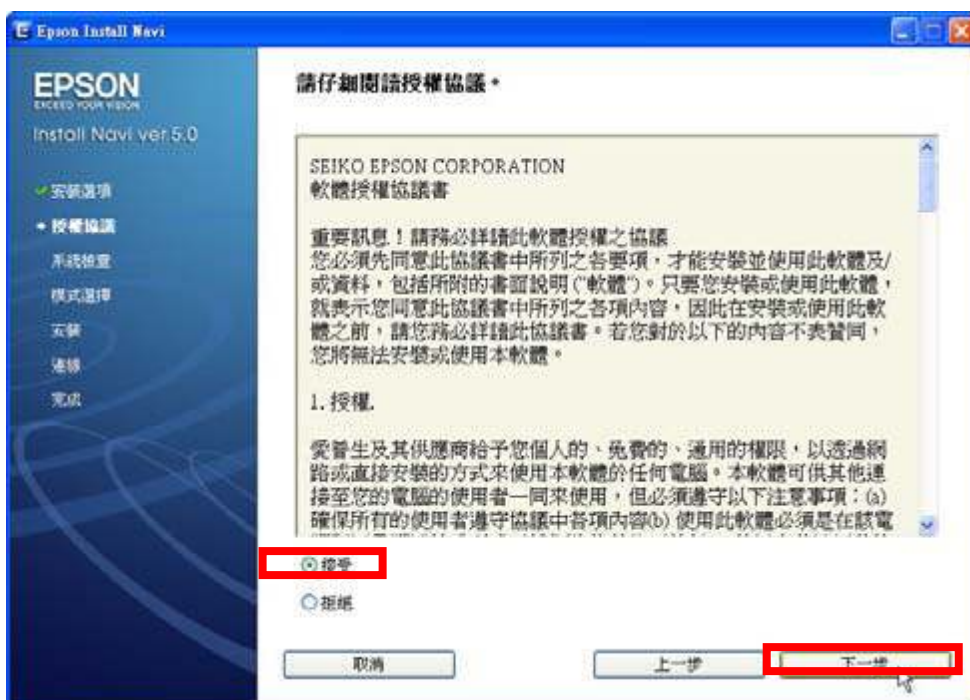 Epson Install Navi
EPSON
EXCEED YOUR VISION
Install Navi ver 5.0
安裝選項
授權協議
系統檢查
模式選擇
安裝
連線
完成
請仔細閱讀授權協議。
SEIKO EPSON CORPORATION
軟體授權協議書
重要訊息！請務必詳讀此軟體授權之協議
您必須先同意此協議書中所列之各要項，才能安裝並使用此軟體及/
或資料，包括所附的書面說明 ("軟體")。只要您安裝或使用此軟體，
就表示您同意此協議書中所列之各項內容，因此在安裝或使用此軟
體之前，請您務必詳讀此協議書。若您對於以下的內容不表贊同，
您將無法安裝或使用本軟體。
1. 授權.
愛普生及其供應商給予您個人的、免費的、通用的權限，以透過網
路或直接安裝的方式來使用本軟體於任何電腦。本軟體可供其他連
接至您的電腦的使用者一同來使用，但必須遵守以下注意事項：(a)
確保所有的使用者遵守協議中各項內容(b) 使用此軟體必須是在該電
接受
拒絕
取消
上一步
下一步